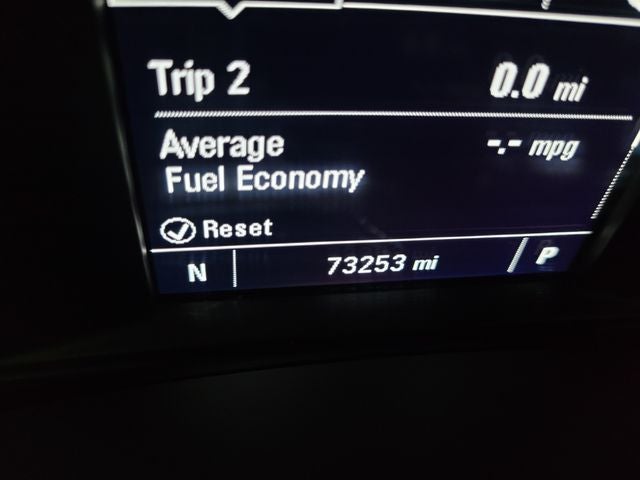 Trip 2 0.0 mi
Average -.- mpg
Fuel Economy
Reset
N 73253 mi P